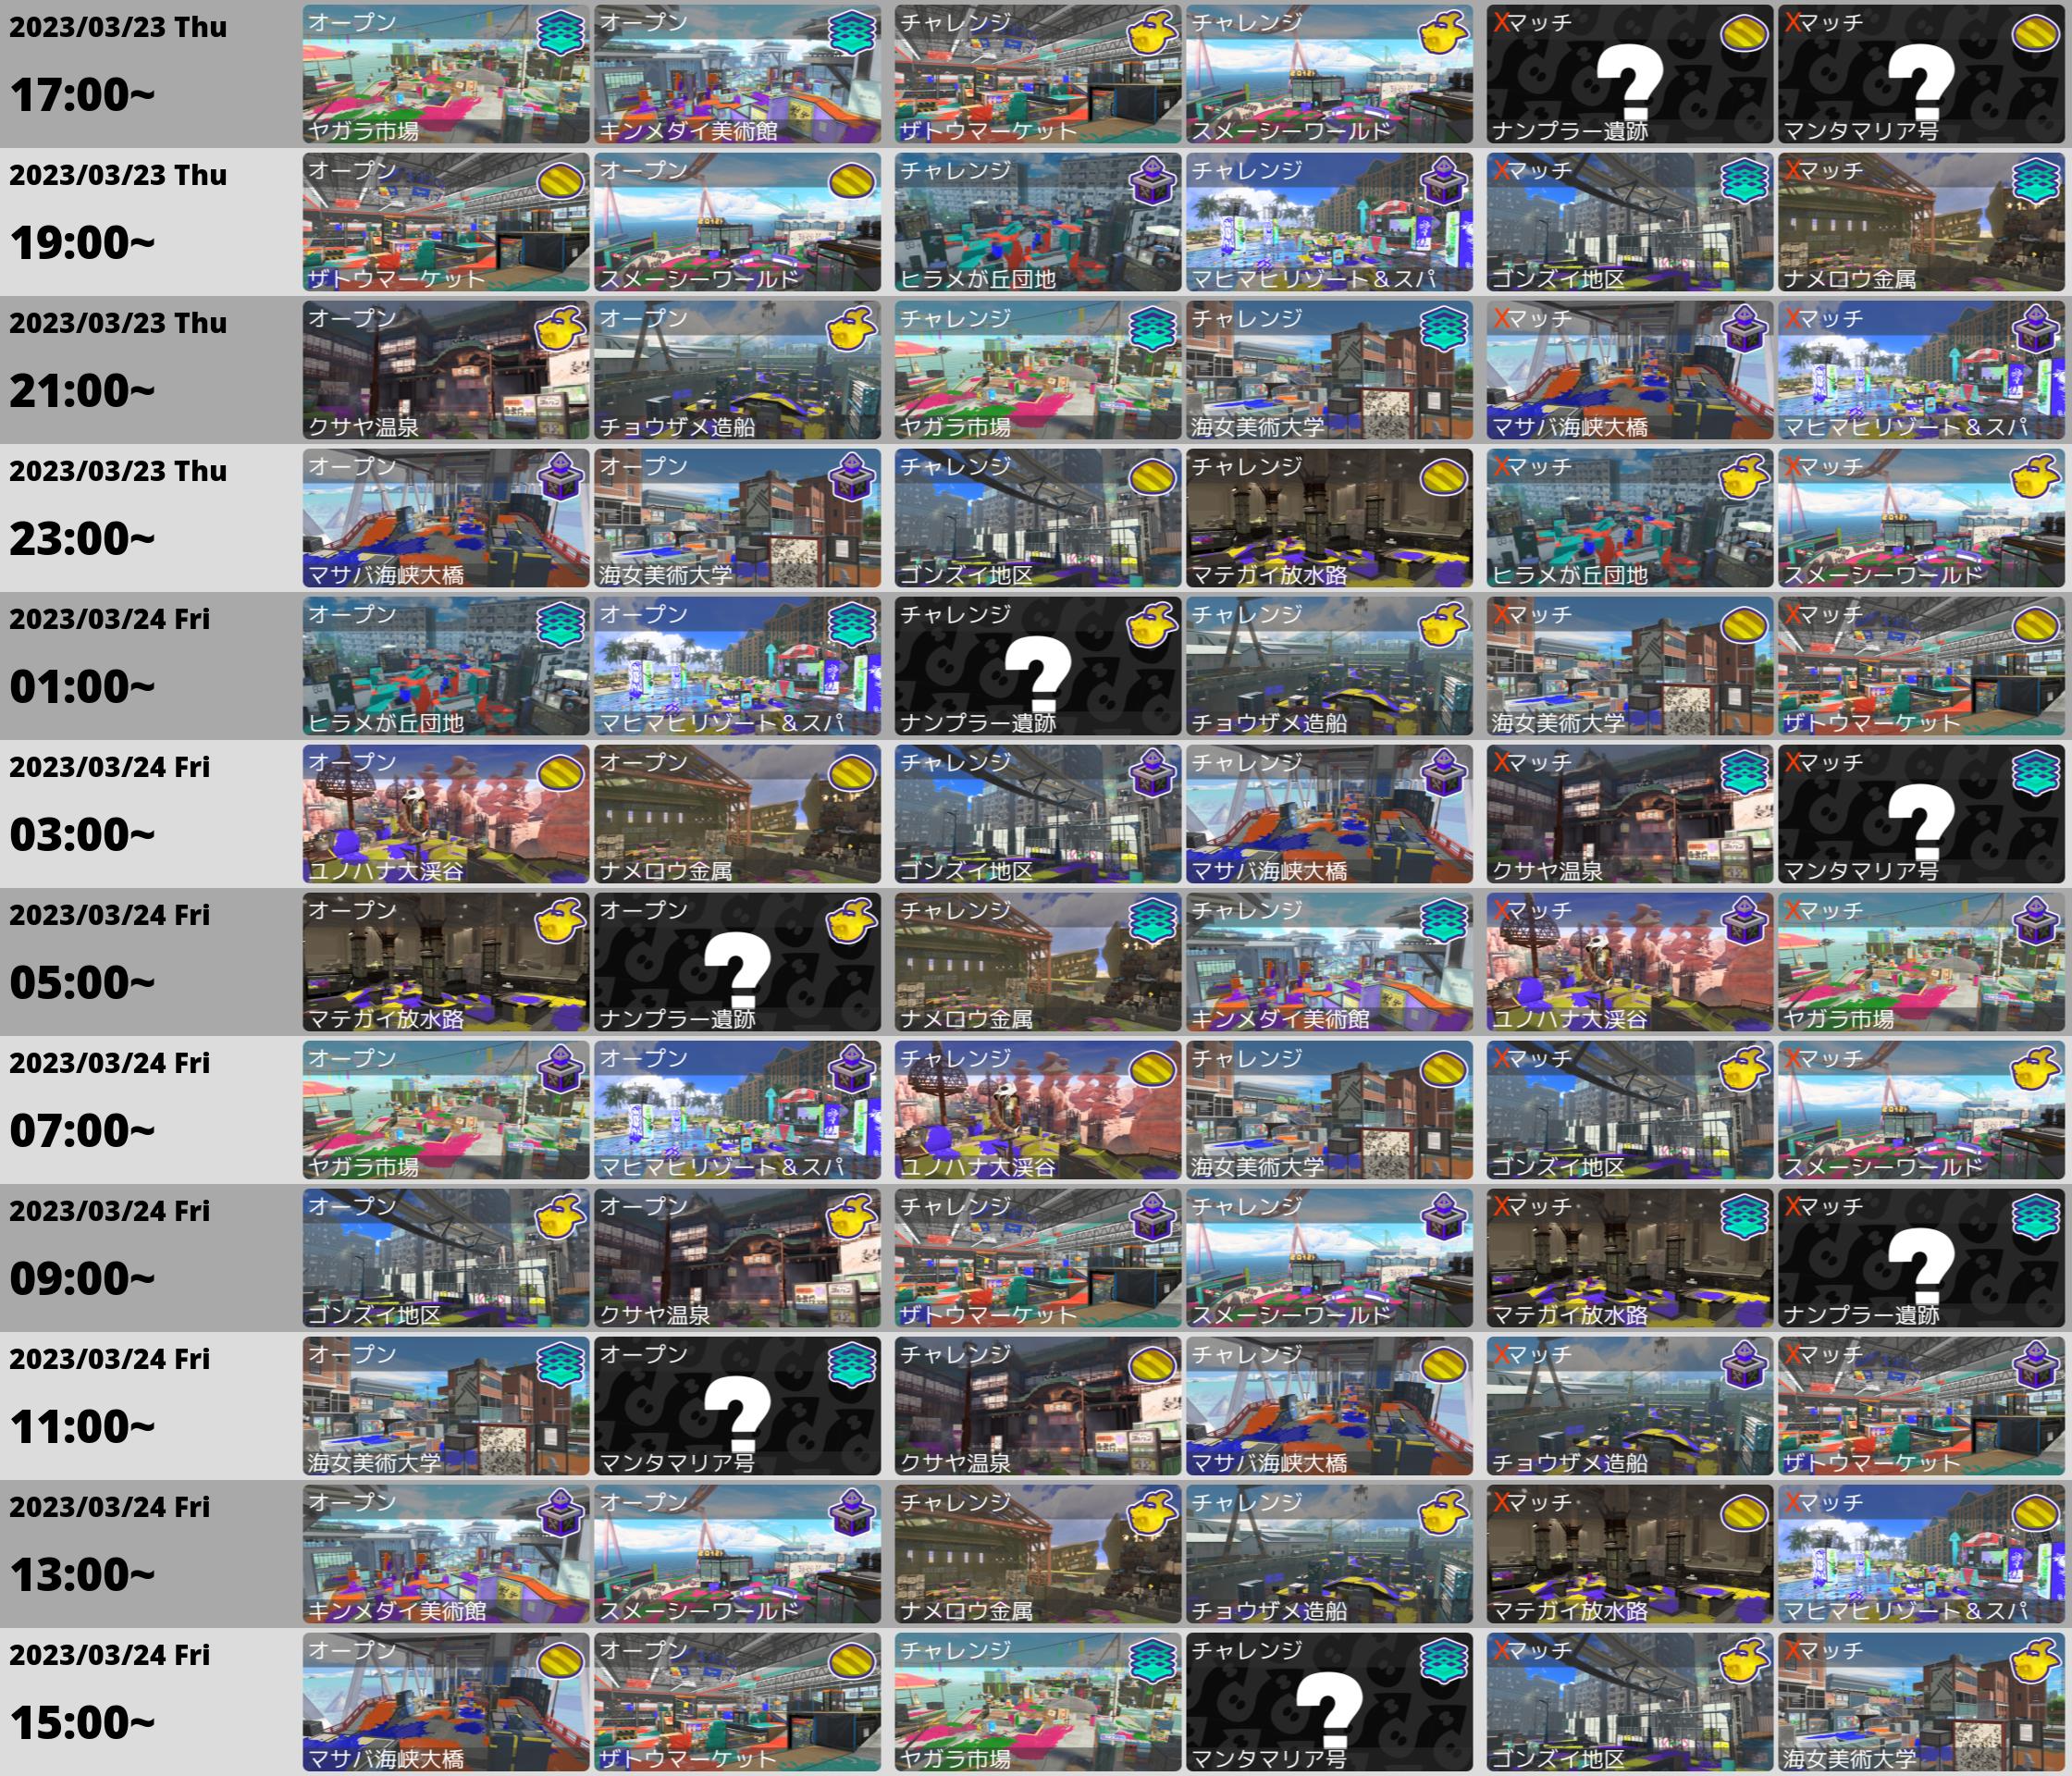 2023/03/23 Thu
17:00~
オープン オープン チャレンジ チャレンジ Xマッチ Xマッチ
ヤガラ市場 キンメダイ美術館 ザトウマーケット スメーシーワールド ナンプラー遺跡 マンタマリア号
2023/03/23 Thu
19:00~
オープン オープン チャレンジ チャレンジ Xマッチ Xマッチ
ザトウマーケット スメーシーワールド ヒラメが丘団地 マヒマヒリゾート＆スパ ゴンズイ地区 ナメロウ金属
2023/03/23 Thu
21:00~
オープン オープン チャレンジ チャレンジ Xマッチ Xマッチ
クサヤ温泉 チョウザメ造船 ヤガラ市場 海女美術大学 マサバ海峡大橋 マヒマヒリゾート＆スパ
2023/03/23 Thu
23:00~
オープン オープン チャレンジ チャレンジ Xマッチ Xマッチ
マサバ海峡大橋 海女美術大学 ゴンズイ地区 マテガイ放水路 ヒラメが丘団地 スメーシーワールド
2023/03/24 Fri
01:00~
オープン オープン チャレンジ チャレンジ Xマッチ Xマッチ
ヒラメが丘団地 マヒマヒリゾート＆スパ ナンプラー遺跡 チョウザメ造船 海女美術大学 ザトウマーケット
2023/03/24 Fri
03:00~
オープン オープン チャレンジ チャレンジ Xマッチ Xマッチ
ユノハナ大渓谷 ナメロウ金属 ゴンズイ地区 マサバ海峡大橋 クサヤ温泉 マンタマリア号
2023/03/24 Fri
05:00~
オープン オープン チャレンジ チャレンジ Xマッチ Xマッチ
マテガイ放水路 ナンプラー遺跡 ナメロウ金属 キンメダイ美術館 ユノハナ大渓谷 ヤガラ市場
2023/03/24 Fri
07:00~
オープン オープン チャレンジ チャレンジ Xマッチ Xマッチ
ヤガラ市場 マヒマヒリゾート＆スパ ユノハナ大渓谷 海女美術大学 ゴンズイ地区 スメーシーワールド
2023/03/24 Fri
09:00~
オープン オープン チャレンジ チャレンジ Xマッチ Xマッチ
ゴンズイ地区 クサヤ温泉 ザトウマーケット スメーシーワールド マテガイ放水路 ナンプラー遺跡
2023/03/24 Fri
11:00~
オープン オープン チャレンジ チャレンジ Xマッチ Xマッチ
海女美術大学 マンタマリア号 クサヤ温泉 マサバ海峡大橋 チョウザメ造船 ザトウマーケット
2023/03/24 Fri
13:00~
オープン オープン チャレンジ チャレンジ Xマッチ Xマッチ
キンメダイ美術館 スメーシーワールド ナメロウ金属 チョウザメ造船 マテガイ放水路 マヒマヒリゾート＆スパ
2023/03/24 Fri
15:00~
オープン オープン チャレンジ チャレンジ Xマッチ Xマッチ
マサバ海峡大橋 ザトウマーケット ヤガラ市場 マンタマリア号 ゴンズイ地区 海女美術大学